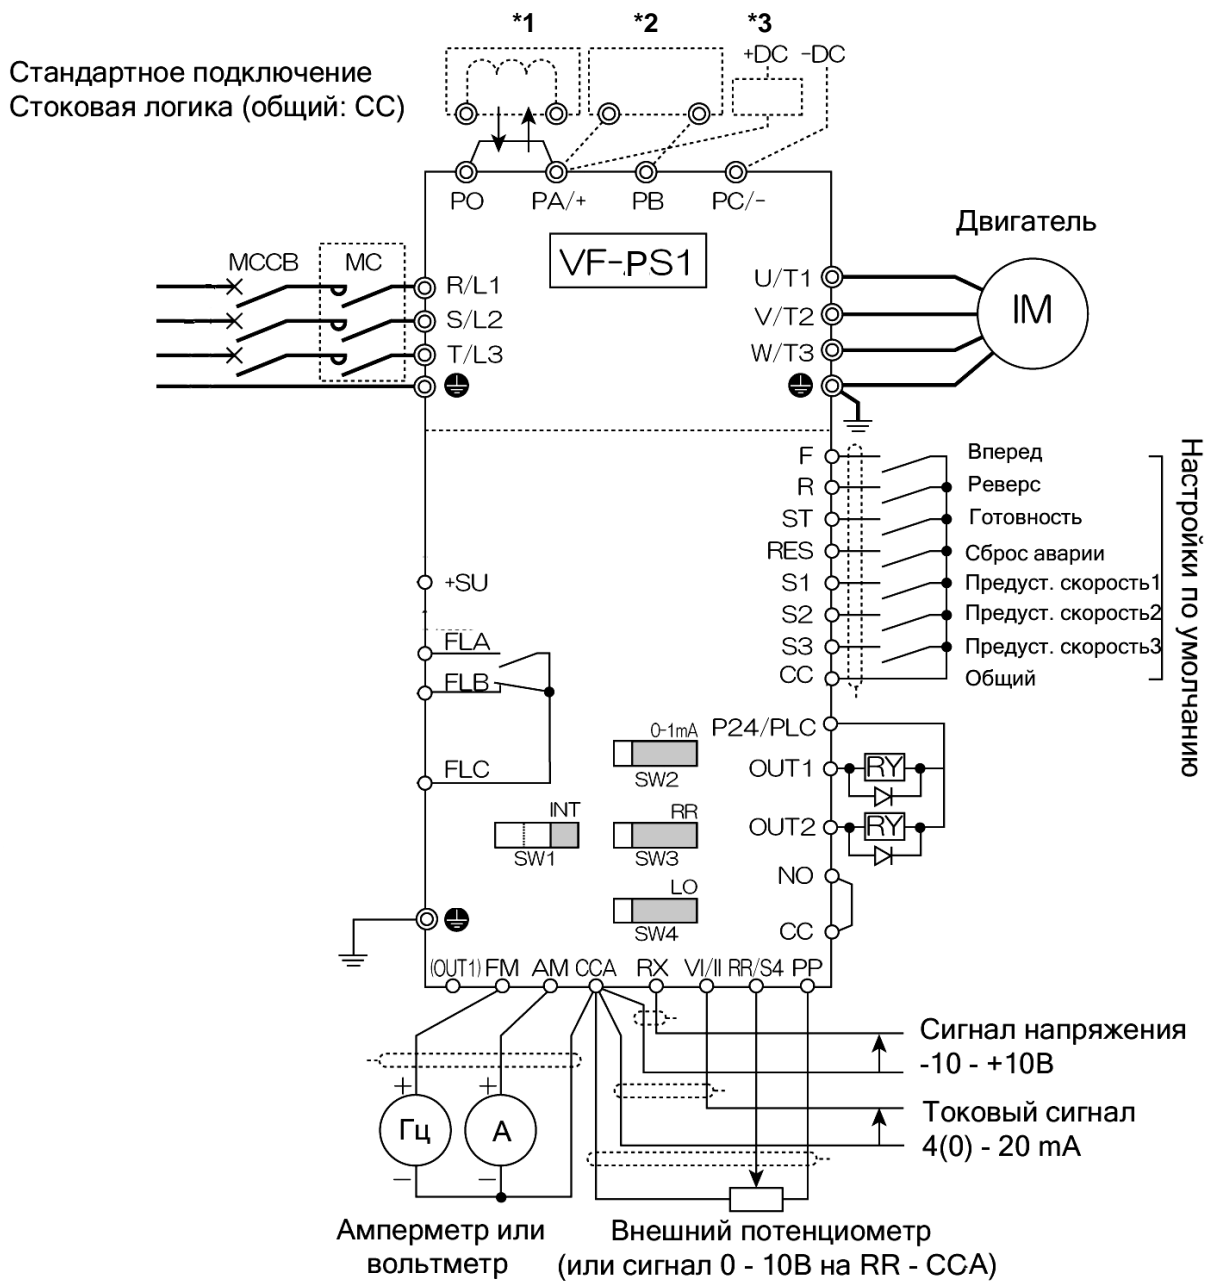 *1 *2 *3
+DC -DC
Стандартное подключение
Стоковая логика (общий: CC)
PO PA/+ PB PC/-
VF-PS1
Двигатель
MCCB MC
R/L1
S/L2
T/L3
U/T1
V/T2
W/T3
IM
F Вперед
R Реверс
ST Готовность
RES Сброс аварии
S1 Предуст. скорость1
S2 Предуст. скорость2
S3 Предуст. скорость3
CC Общий
Настройки по умолчанию
+SU
FLA
FLB
FLC
P24/PLC
OUT1 RY
OUT2 RY
NO
CC
0-1mA
SW2
INT
SW1
RR
SW3
LO
SW4
(OUT1) FM AM CCA RX VI/II RR/S4 PP
Сигнал напряжения
-10 - +10В
Токовый сигнал
4(0) - 20 mA
+ +
Гц А
− −
Амперметр или
вольтметр
Внешний потенциометр
(или сигнал 0 - 10В на RR - CCA)